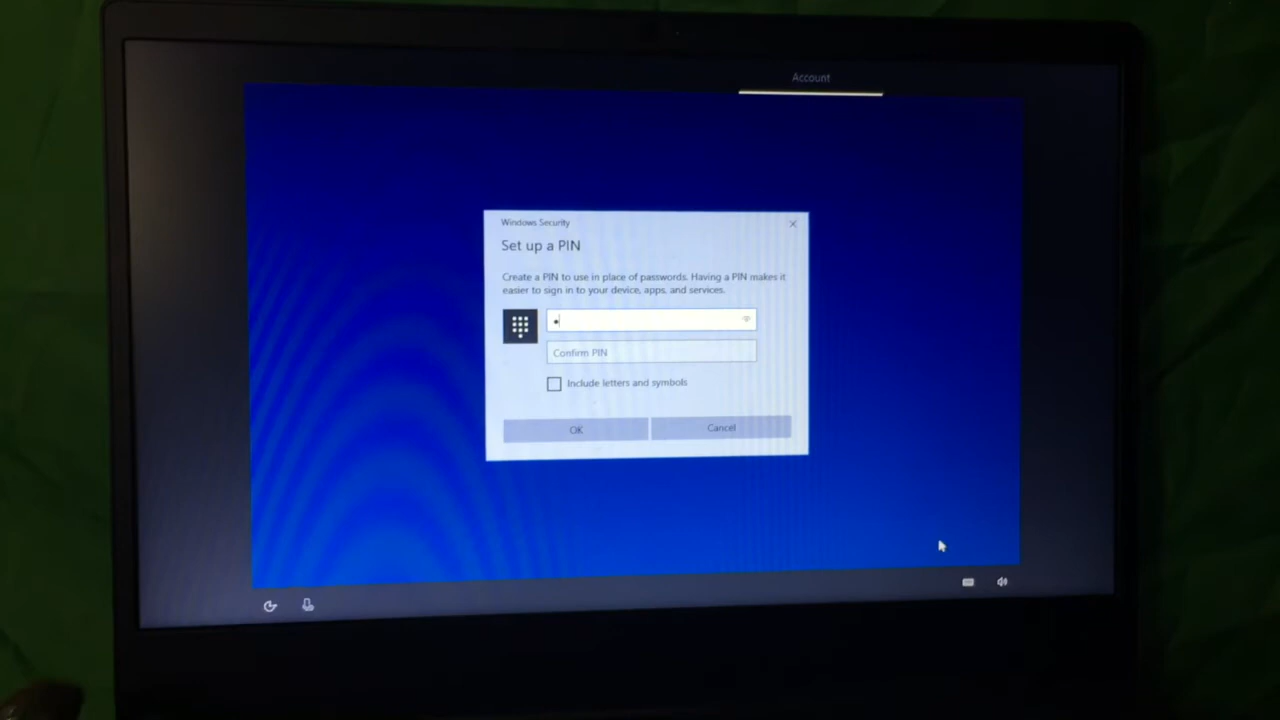 Account
Windows Security
Set up a PIN
Create a PIN to use in place of passwords. Having a PIN makes it
easier to sign in to your device, apps, and services.
Confirm PIN
Include letters and symbols
OK
Cancel